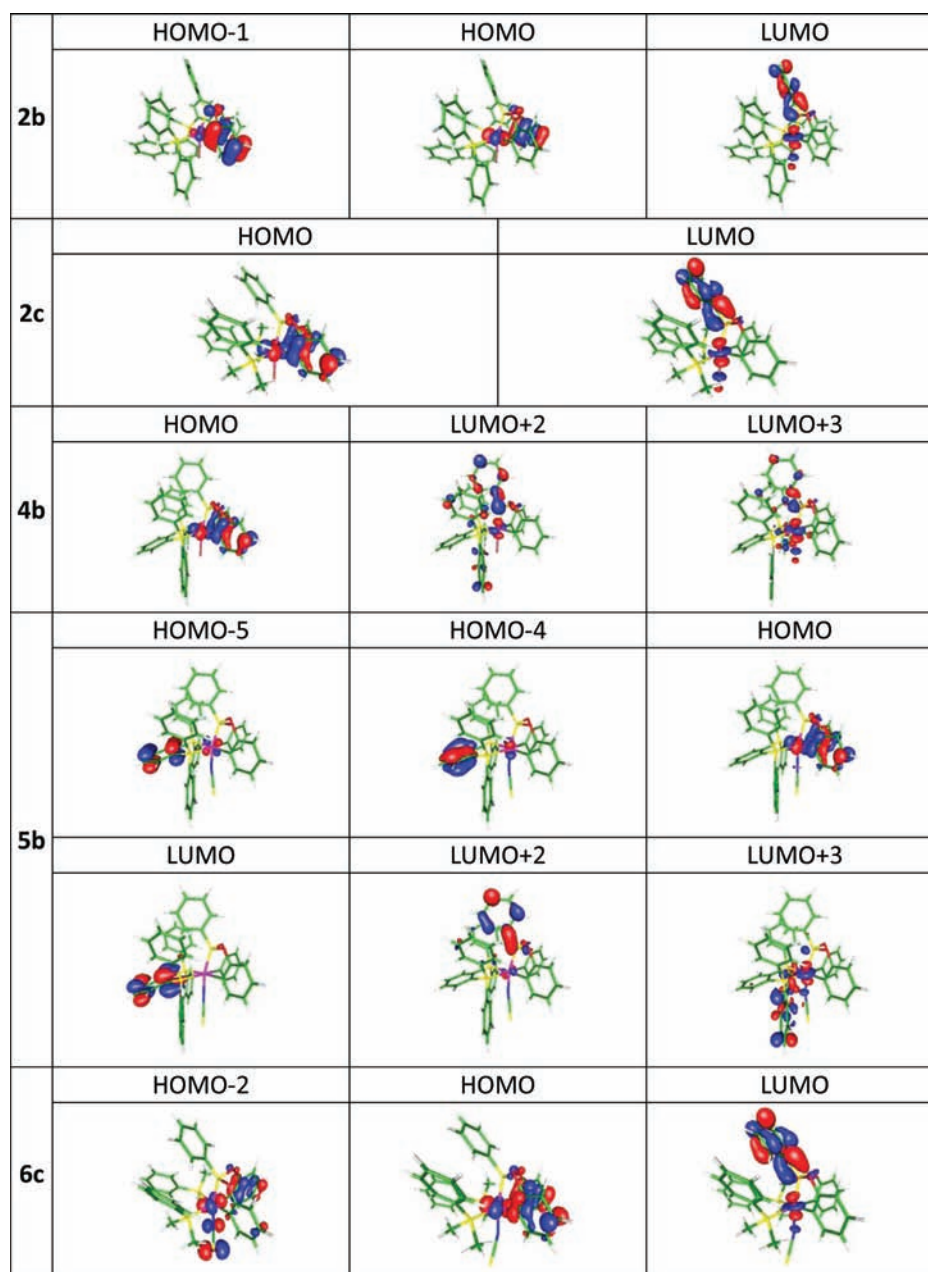 HOMO-1 HOMO LUMO
2b
HOMO LUMO
2c
HOMO LUMO+2 LUMO+3
4b
HOMO-5 HOMO-4 HOMO
5b
LUMO LUMO+2 LUMO+3
HOMO-2 HOMO LUMO
6c